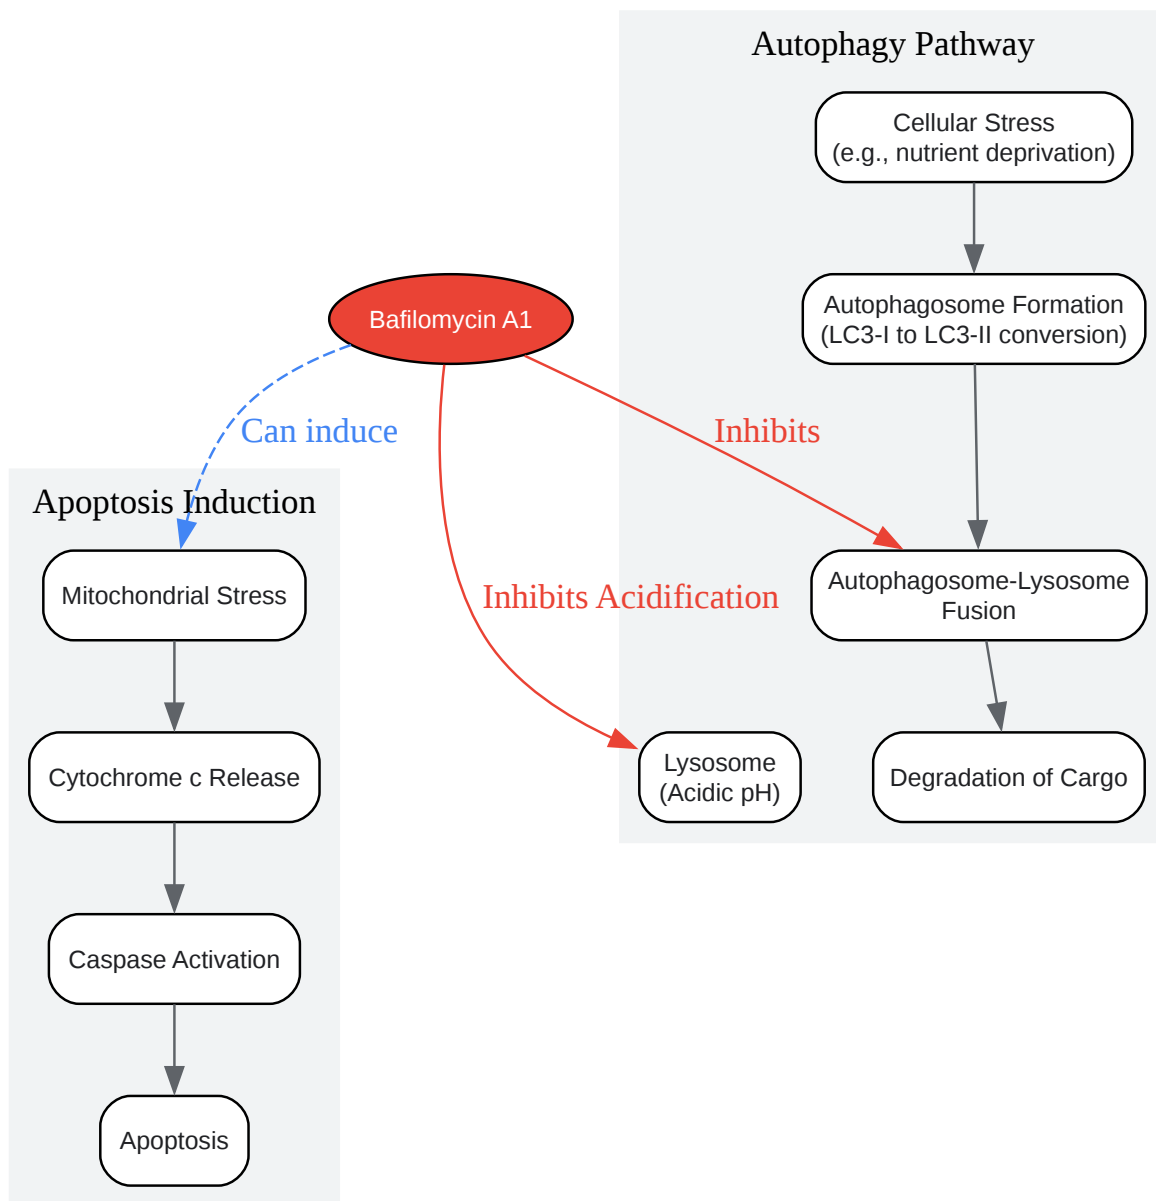 Autophagy Pathway
Cellular Stress
(e.g., nutrient deprivation)
Bafilomycin A1
Autophagosome Formation
(LC3-I to LC3-II conversion)
Can induce
Inhibits
Apoptosis Induction
Mitochondrial Stress
Inhibits Acidification
Autophagosome-Lysosome
Fusion
Cytochrome c Release
Lysosome
(Acidic pH)
Degradation of Cargo
Caspase Activation
Apoptosis